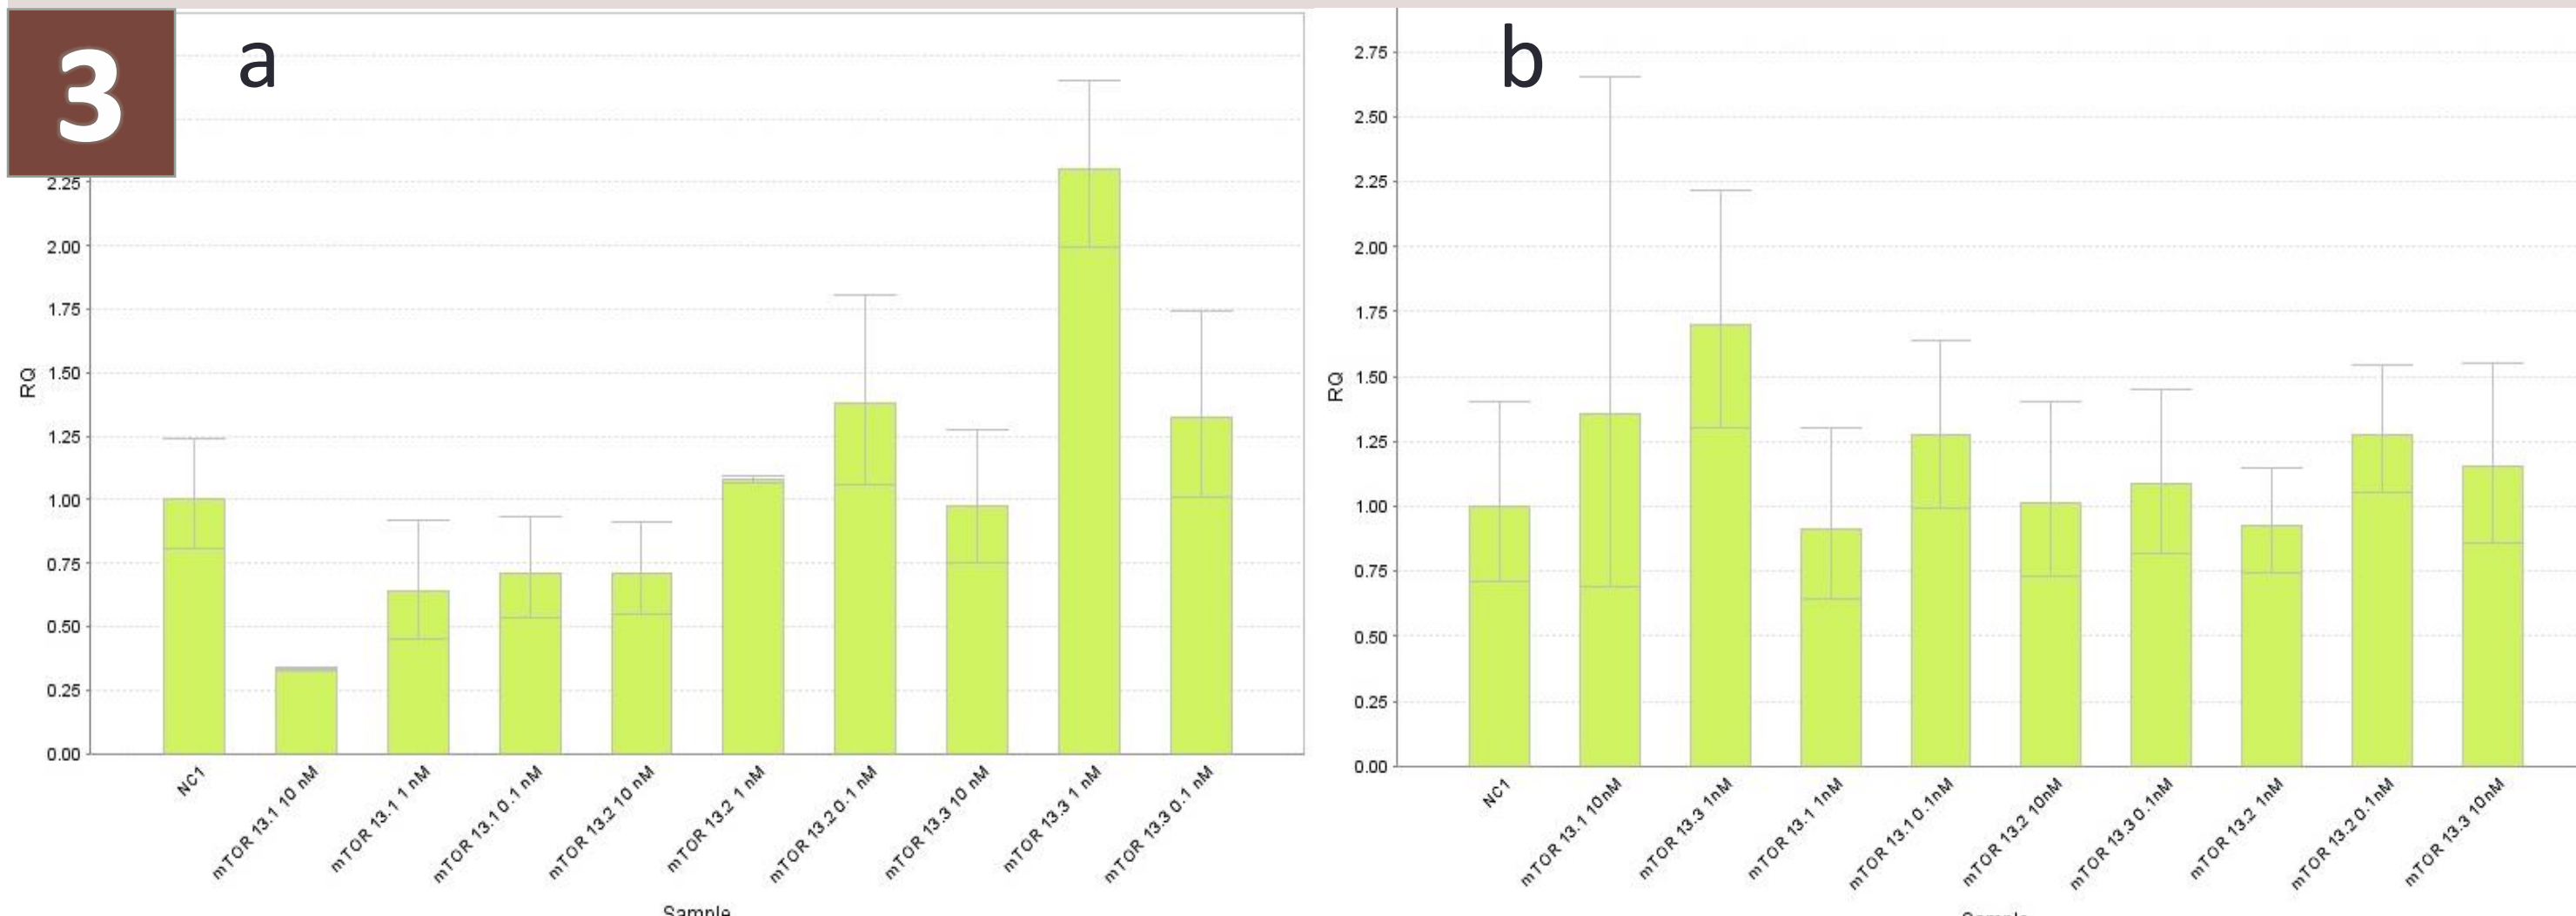 3
a
2.25
2.00
1.75
1.50
1.25
1.00
0.75
0.50
0.25
0.00
RQ
NC1
mTOR 13.1 10 nM
mTOR 13.1 1 nM
mTOR 13.1 0.1 nM
mTOR 13.2 10 nM
mTOR 13.2 1 nM
mTOR 13.2 0.1 nM
mTOR 13.3 10 nM
mTOR 13.3 1 nM
mTOR 13.3 0.1 nM
Sample
b
2.75
2.50
2.25
2.00
1.75
1.50
1.25
1.00
0.75
0.50
0.25
0.00
RQ
NC1
mTOR 13.1 10nM
mTOR 13.3 1nM
mTOR 13.1 1nM
mTOR 13.1 0.1nM
mTOR 13.2 10nM
mTOR 13.3 0.1nM
mTOR 13.2 1nM
mTOR 13.2 0.1nM
mTOR 13.3 10nM